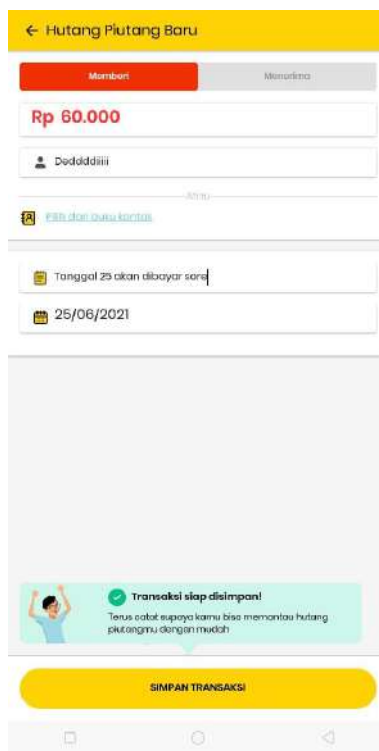 Hutang Piutang Baru
Memberi
Menerima
Rp 60.000
Atau
Pilih dari buku kontak
Tanggal 25 akan dibayar sore
25/06/2021
Transaksi siap disimpan!
Terus catat supaya kamu bisa memantau hutang
piutangmu dengan mudah
SIMPAN TRANSAKSI